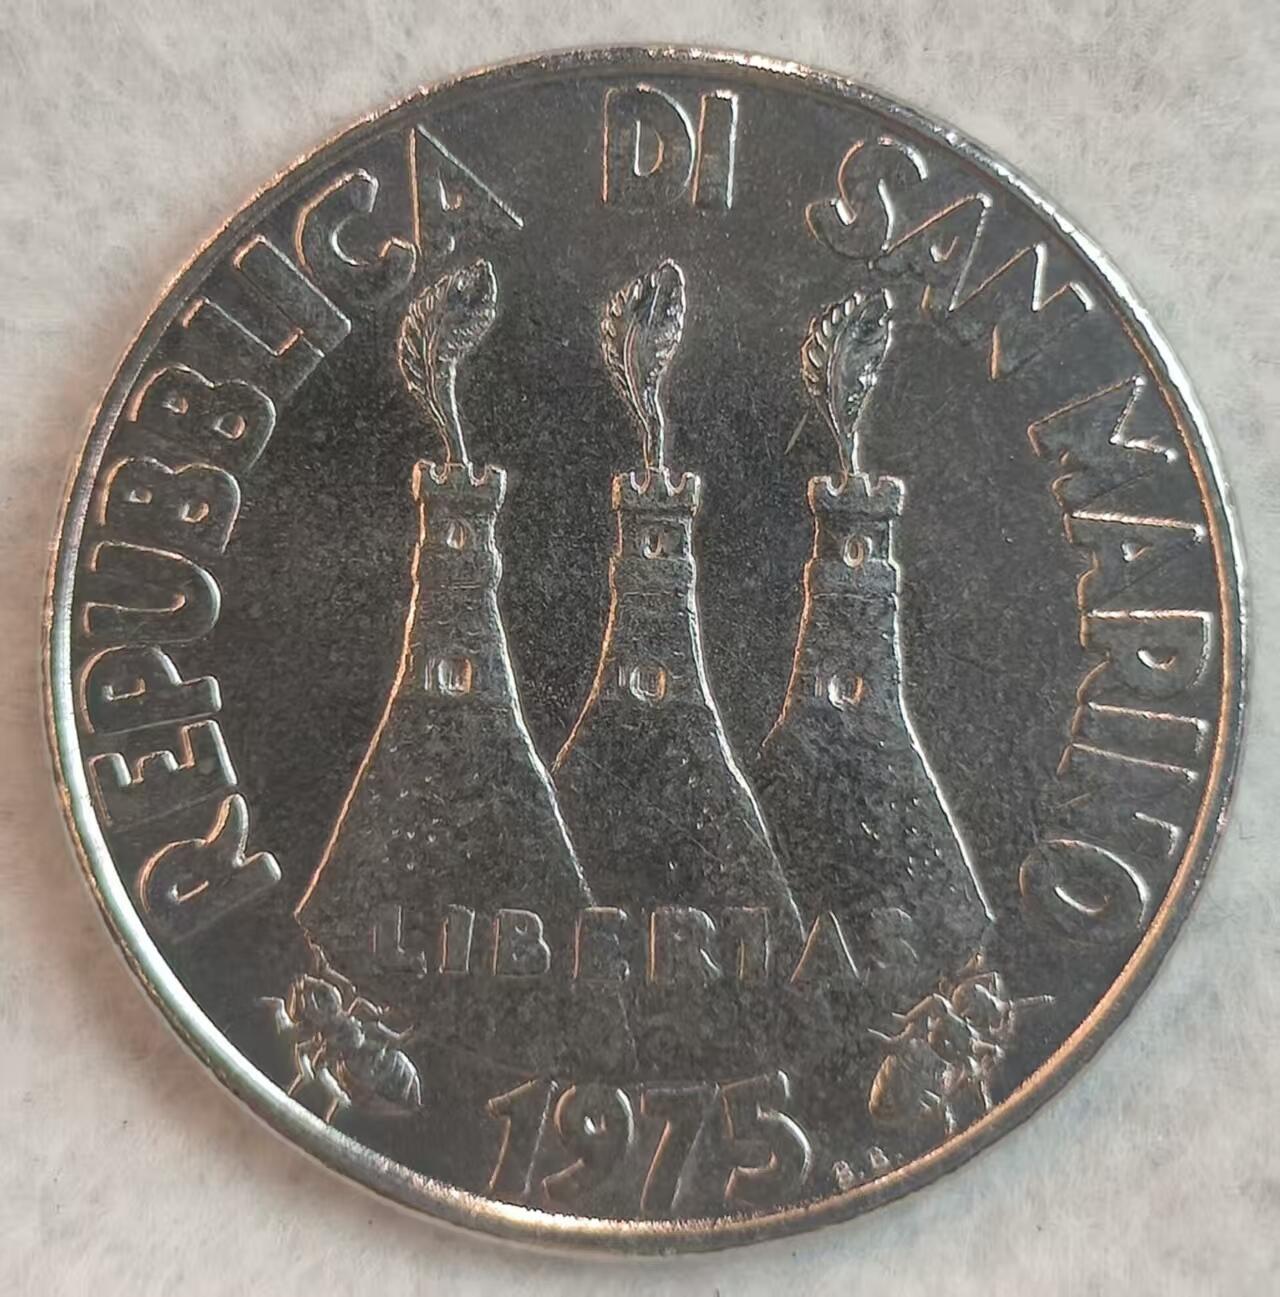 REPUBBLICA DI SAN MARINO
LIBERTAS
1975
B.B.